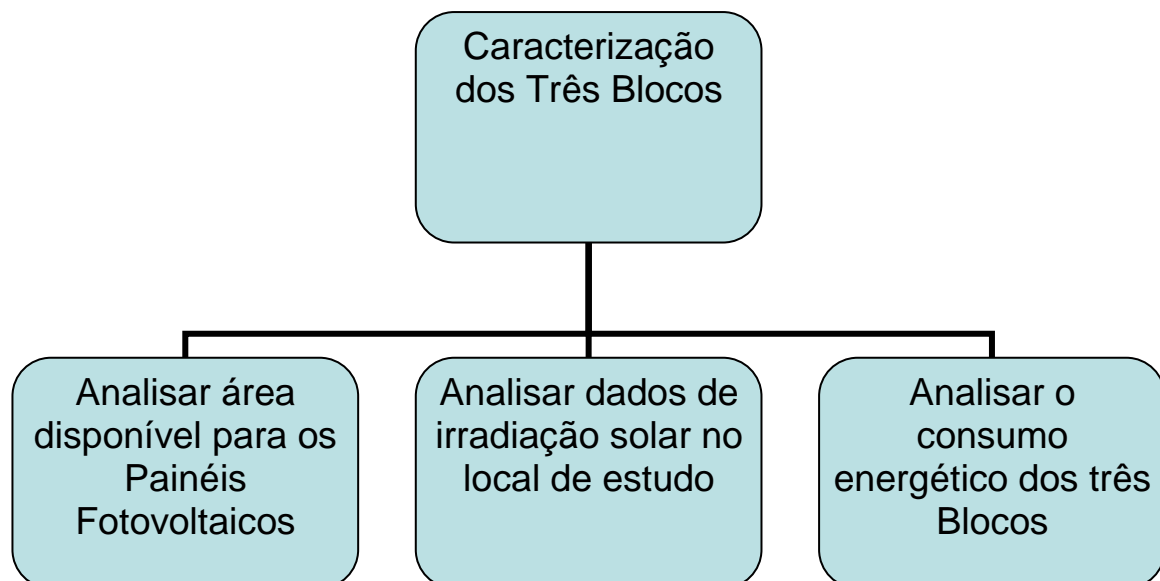 Caracterização
dos Três Blocos
Analisar área
disponível para os
Painéis
Fotovoltaicos
Analisar dados de
irradiação solar no
local de estudo
Analisar o
consumo
energético dos três
Blocos